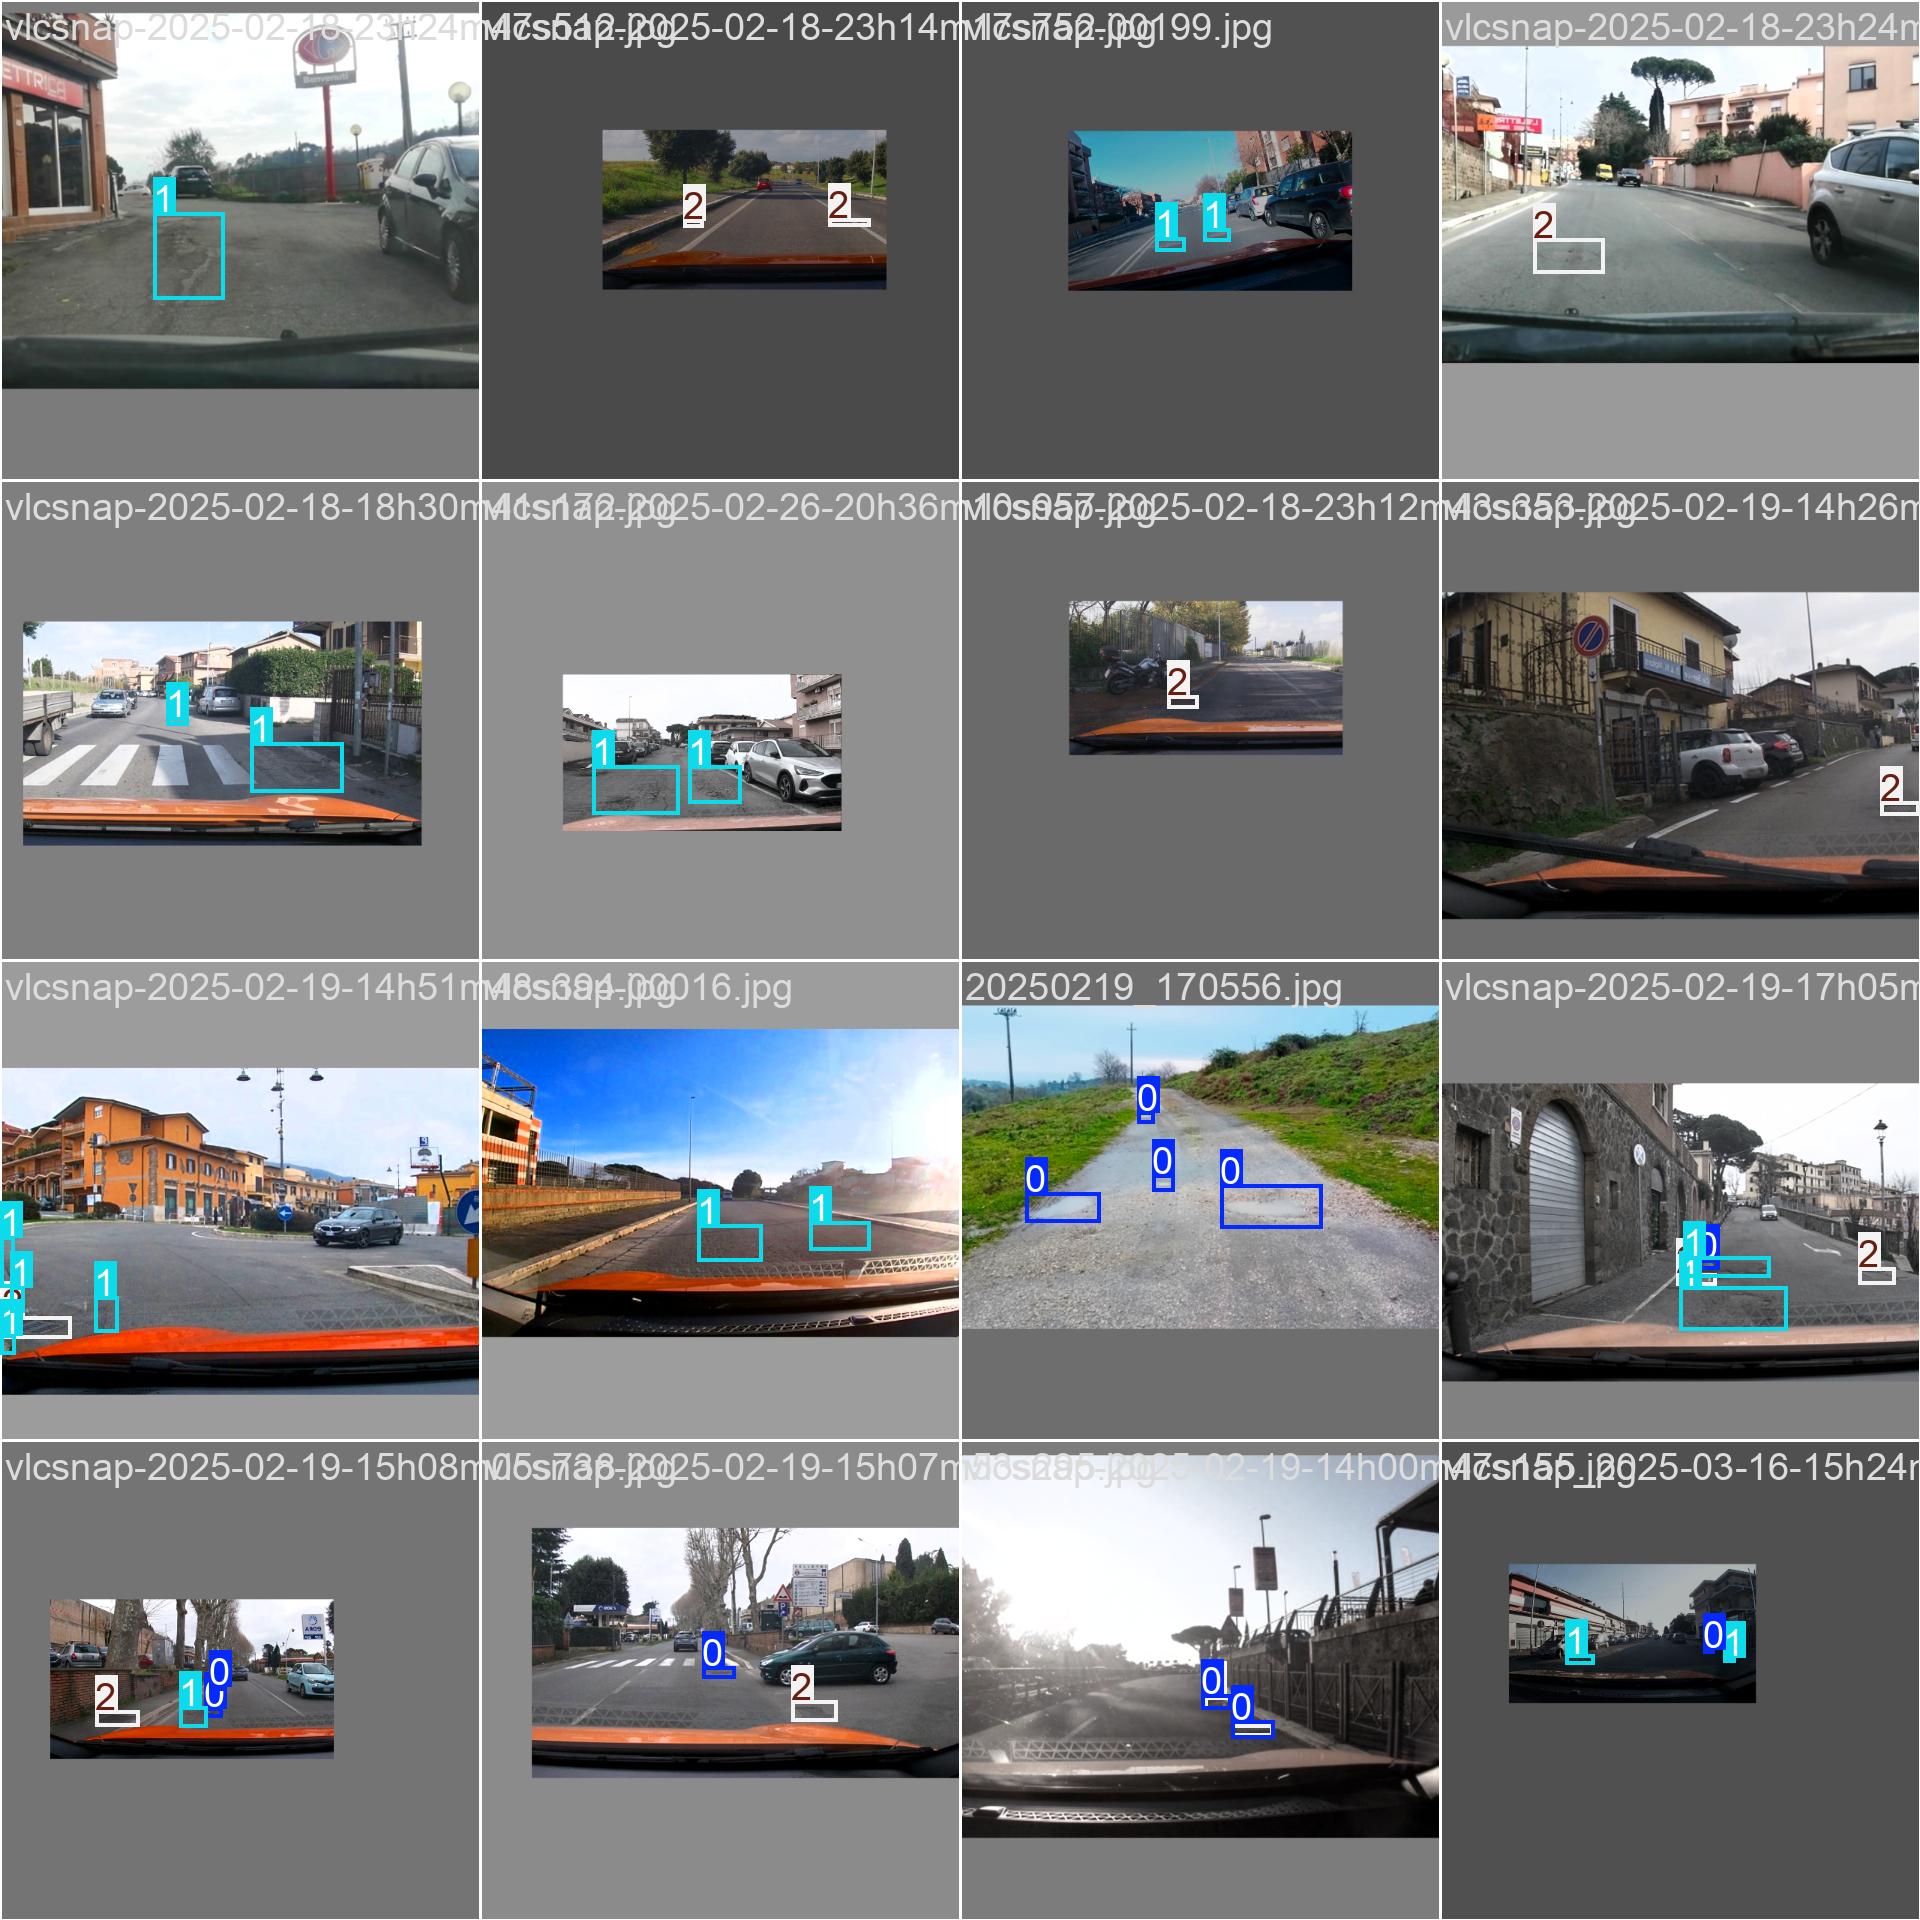 vlcsnap-2025-02-18-23h24m47s512.jpg
2025-02-18-23h14m17s752.jpg
vlcsnap-00199.jpg
vlcsnap-2025-02-18-23h24m
ETTRICA
Benvenuti
1
2
2
1
1
2
vlcsnap-2025-02-18-18h30m41s172.jpg
2025-02-26-20h36m10s957.jpg
vlcsnap-2025-02-18-23h12m43s353.jpg
2025-02-19-14h26m
1
1
1
1
2
2
vlcsnap-2025-02-19-14h51m48s394.jpg
vlcsnap-00016.jpg
20250219_170556.jpg
vlcsnap-2025-02-19-17h05m
1
1
1
1
1
1
0
0
0
0
1
0
1
2
vlcsnap-2025-02-19-15h08m05s738.jpg
2025-02-19-15h07m53s295.jpg
vlcsnap-2025-02-19-14h00m47s155_jpg
vlcsnap-2025-03-16-15h24m
2
1
0
0
0
2
0
0
1
0
1